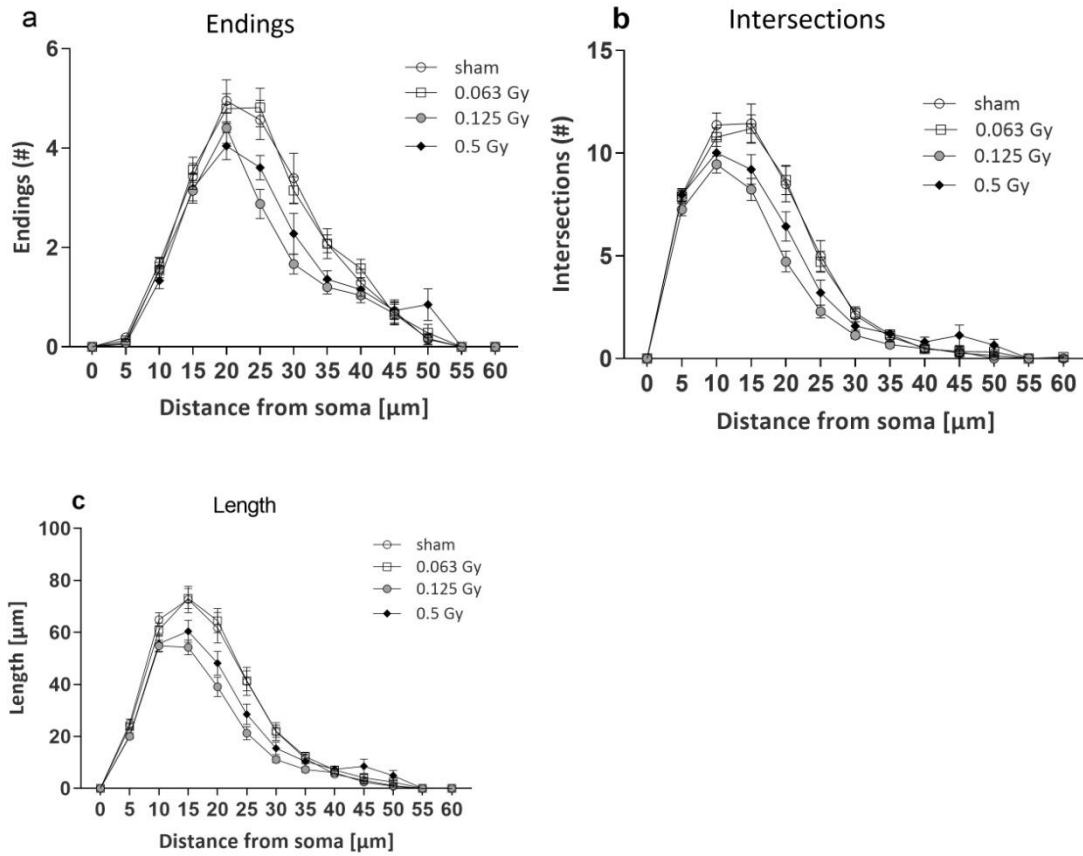 a
Endings
6
4
2
0
Endings (#)
sham
0.063 Gy
0.125 Gy
0.5 Gy
0 5 10 15 20 25 30 35 40 45 50 55 60
Distance from soma [µm]
b
Intersections
15
10
5
0
Intersections (#)
sham
0.063 Gy
0.125 Gy
0.5 Gy
0 5 10 15 20 25 30 35 40 45 50 55 60
Distance from soma [µm]
c
Length
100
80
60
40
20
0
Length [µm]
sham
0.063 Gy
0.125 Gy
0.5 Gy
0 5 10 15 20 25 30 35 40 45 50 55 60
Distance from soma [µm]